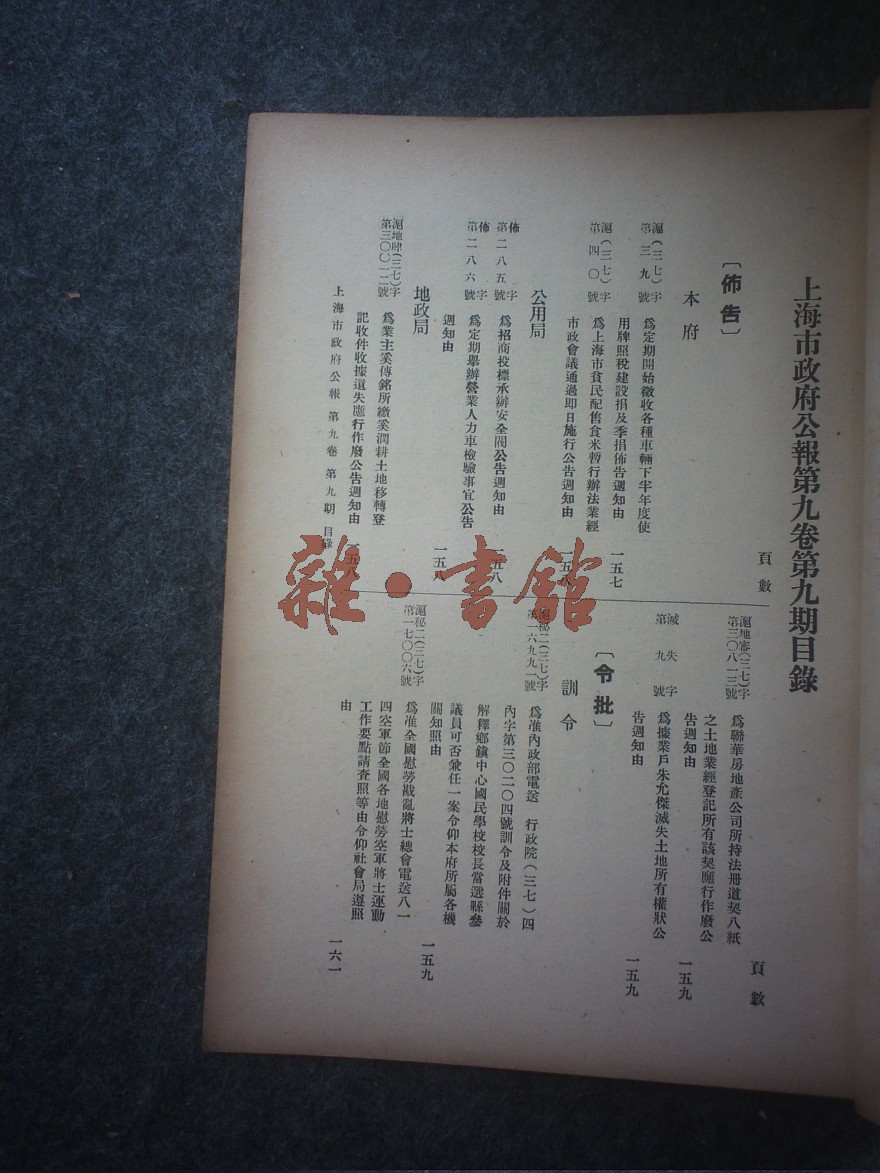 上海市政府公報第九卷第九期目錄
頁數
〔佈告〕
本府
滬(三七)字
第三九號
爲定期開始徵收各種車輛下半年度使
用牌照稅建設捐及季捐佈告週知由
一五七
滬(三七)字
第四〇號
爲上海市貧民配售食米暫行辦法業經
市政會議通過即日施行公告週知由
一五八
公用局
佈字
第二八五號
爲招商投標承辦安全閥公告週知由
一五八
佈字
第二八六號
爲定期舉辦營業人力車檢驗事宜公告
週知由
一五八
地政局
滬地肆(三七)字
第三〇〇一二號
爲業主奚傳銘所繳奚潤耕土地移轉登
記收件收據遺失應行作廢公告週知由
上海市政府公報 第九卷 第九期 目錄
頁數
滬地審(三七)字
第三〇八一三號
爲聯華房地產公司所持法册道契八紙
之土地業經登記所有該契應行作廢公
告週知由
一五九
滅失字
第九號
爲據業戶朱允傑滅失土地所有權狀公
告週知由
一五九
〔令批〕
訓令
滬秘二(三七)字
第一六九九一號
爲准內政部電送 行政院(三七)四
內字第三〇二〇四號訓令及附件關於
解釋鄉鎮中心國民學校校長當選縣參
議員可否兼任一案令仰本府所屬各機
關知照由
一五九
滬秘二(三七)字
第一七〇〇六號
爲准全國慰勞戡亂將士總會電送八一
四空軍節全國各地慰勞空軍將士運動
工作要點請查照等由令仰社會局遵照
由
一六一
雜·書館